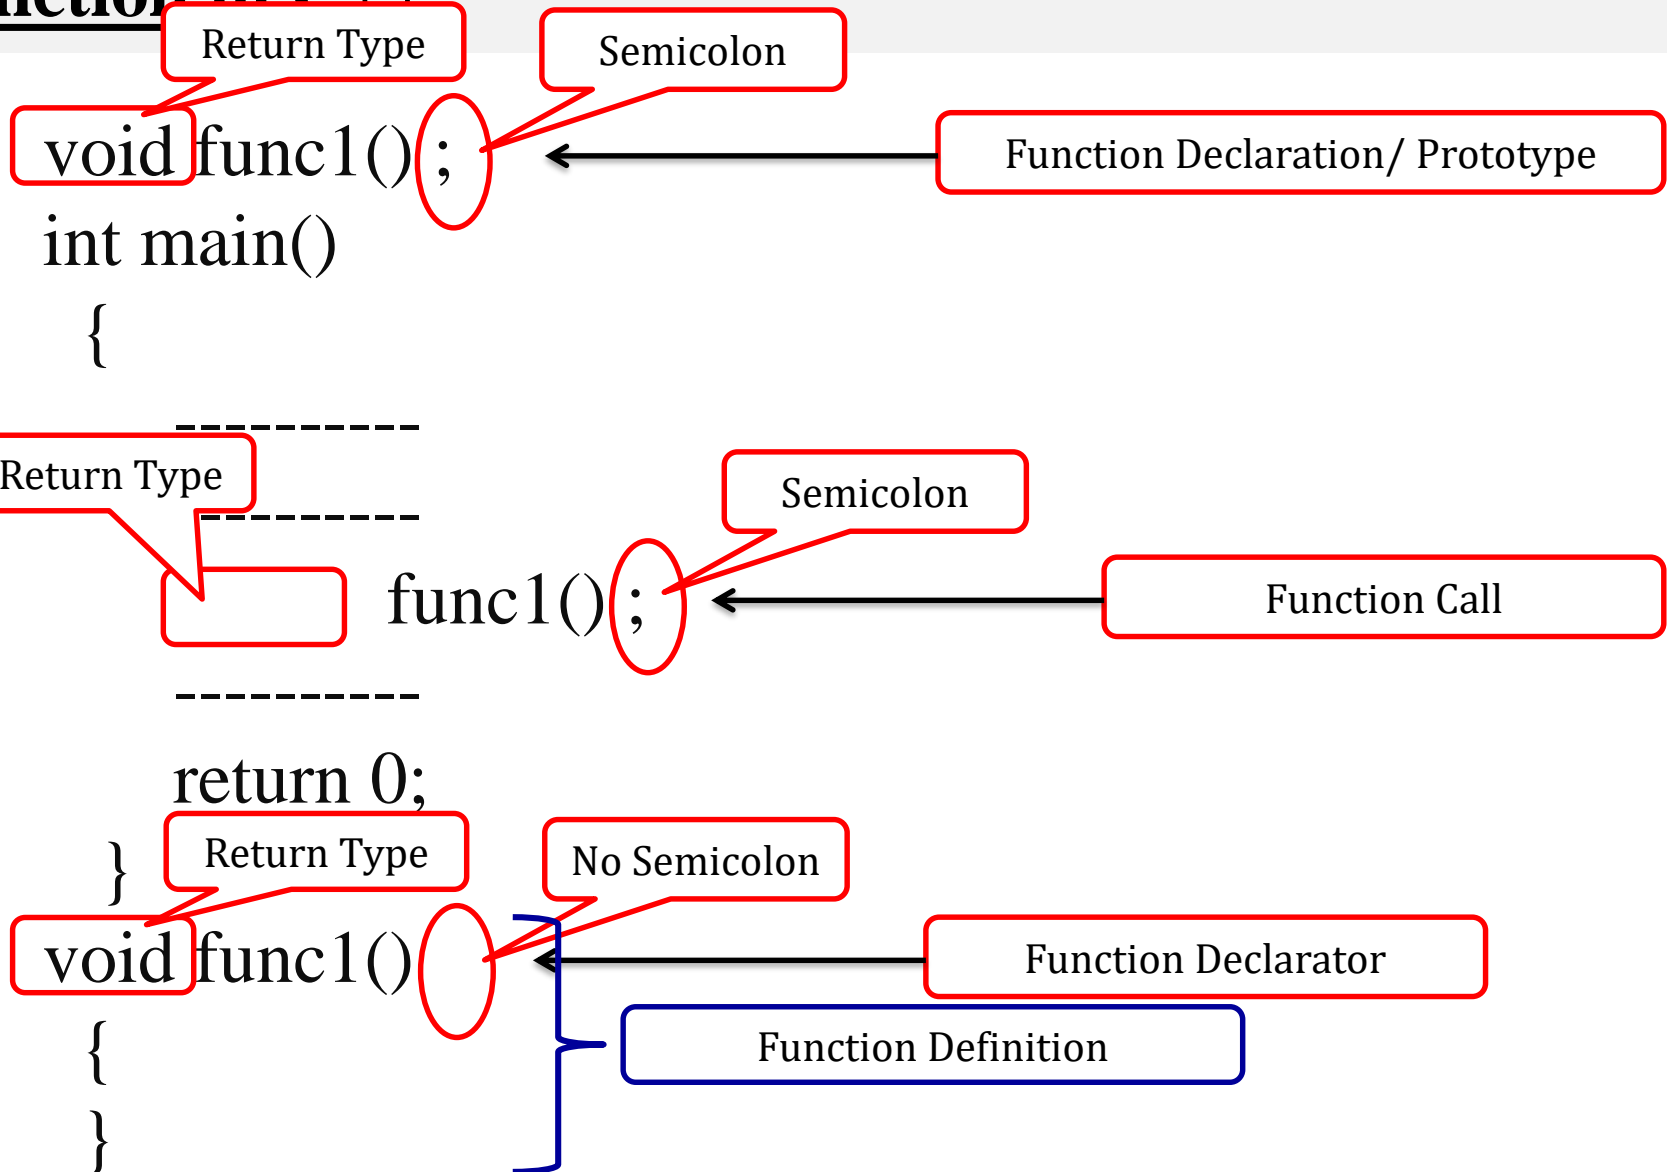 Return Type
Semicolon
void func1() ;
Function Declaration/ Prototype
int main()
{
-----------
Return Type
Semicolon
-----------
func1() ;
Function Call
-----------
return 0;
}
Return Type
No Semicolon
void func1()
Function Declarator
{
Function Definition
}